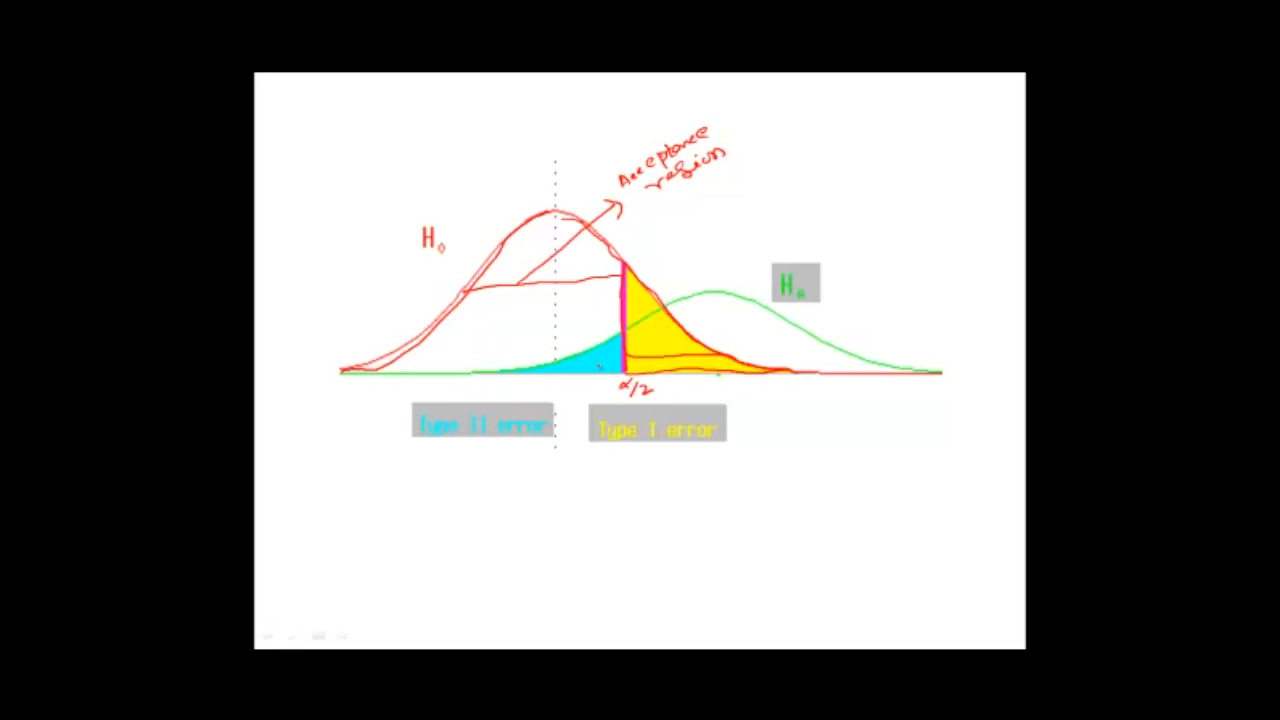 Acceptance
region
H₀
Hₐ
α/2
Type II error
Type I error